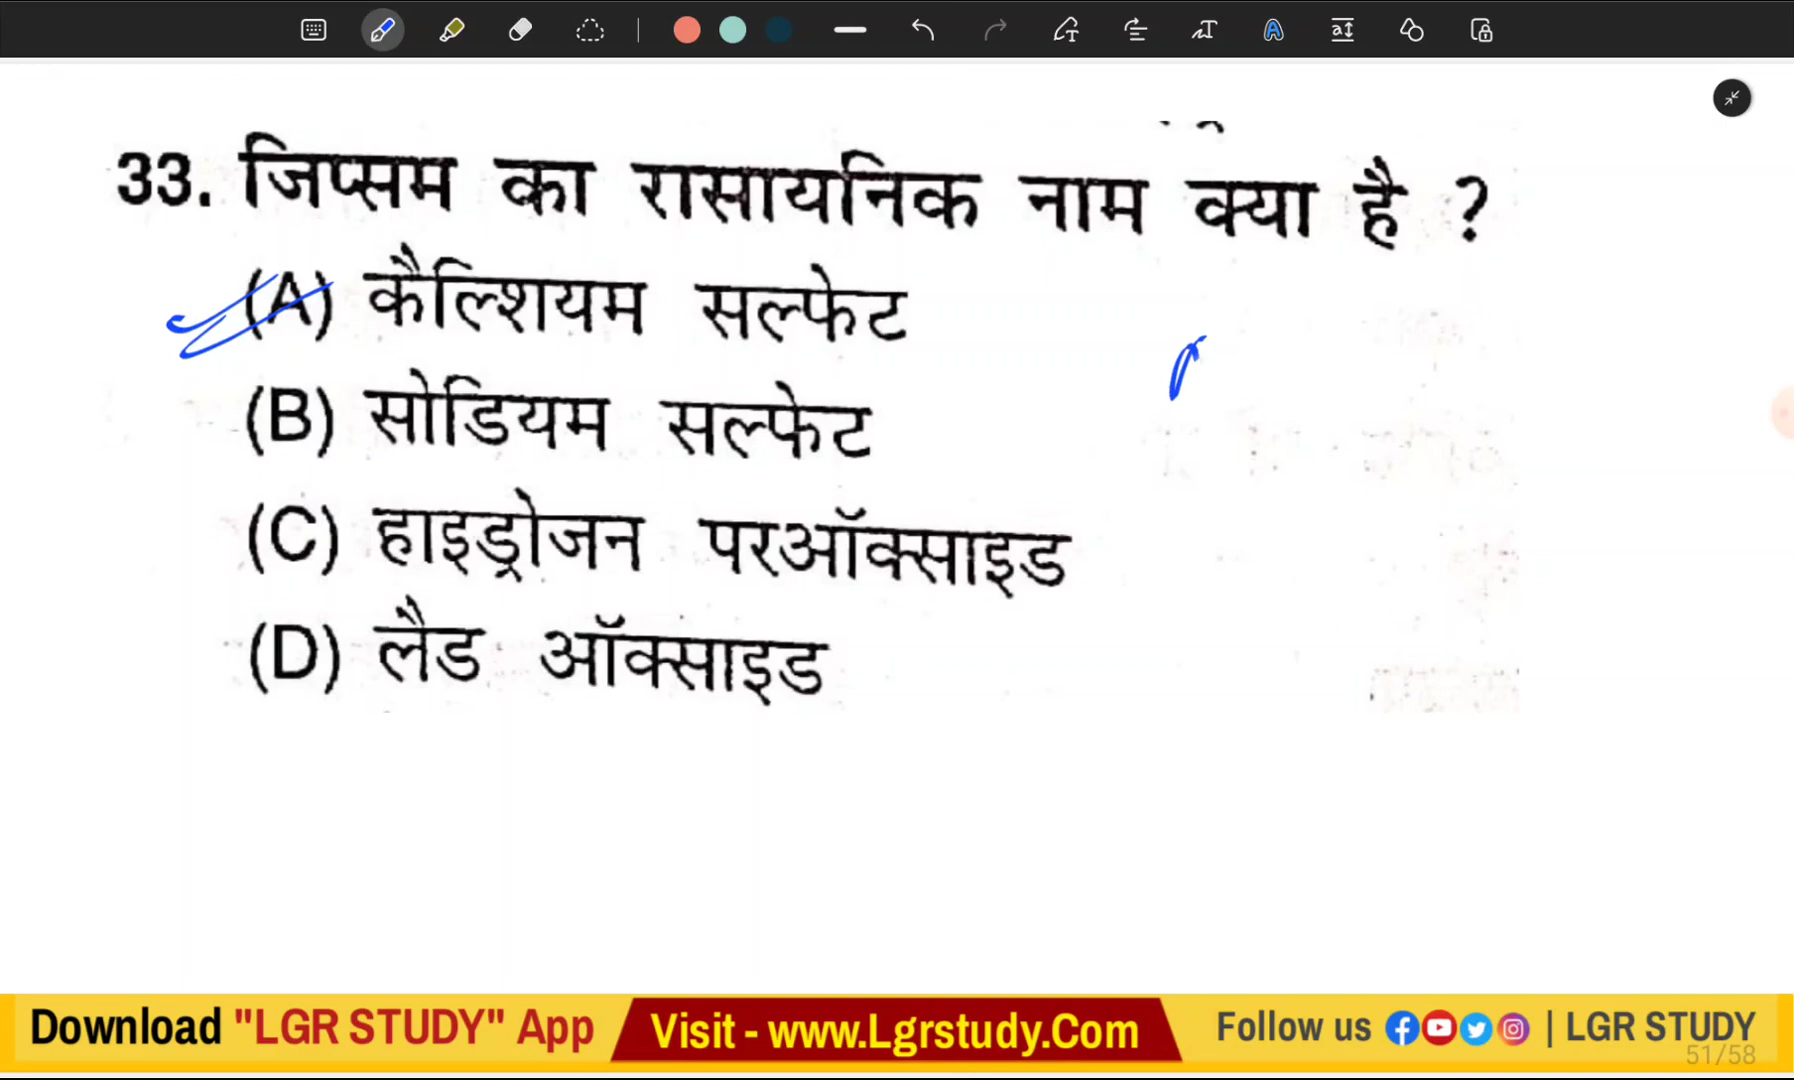 33. जिप्सम का रासायनिक नाम क्या है ?
(A) कैल्शियम सल्फेट
(B) सोडियम सल्फेट
(C) हाइड्रोजन परऑक्साइड
(D) लैड ऑक्साइड
Download "LGR STUDY" App Visit - www.Lgrstudy.Com Follow us | LGR STUDY
51/58